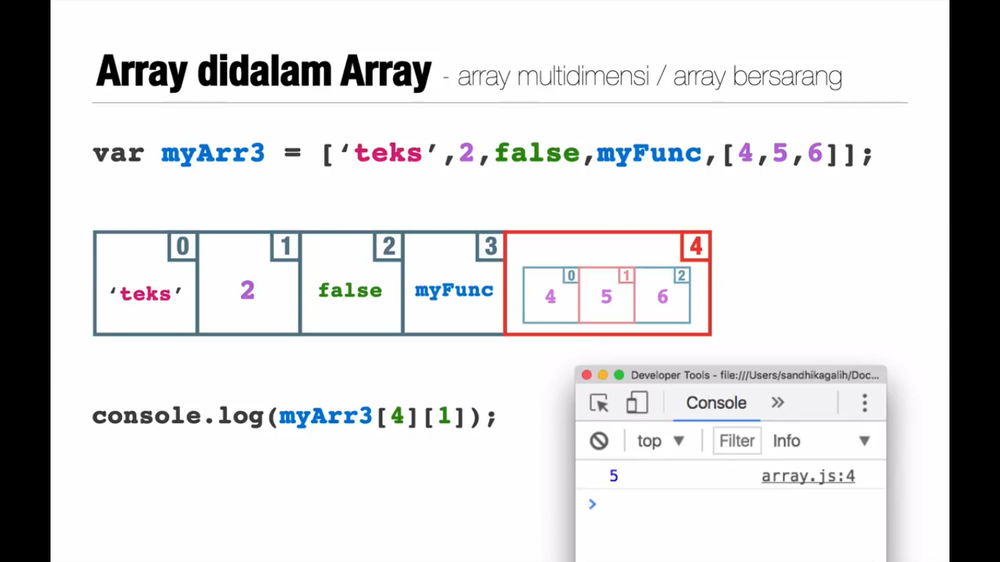 Array didalam Array - array multidimensi / array bersarang
var myArr3 = [‘teks’,2,false,myFunc,[4,5,6]];
0 1 2 3 4
0 1 2
‘teks’ 2 false myFunc 4 5 6
Developer Tools - file:///Users/sandhikagalih/Doc...
Console »
console.log(myArr3[4][1]);
top ▼ Filter Info ▼
5 array.js:4
>